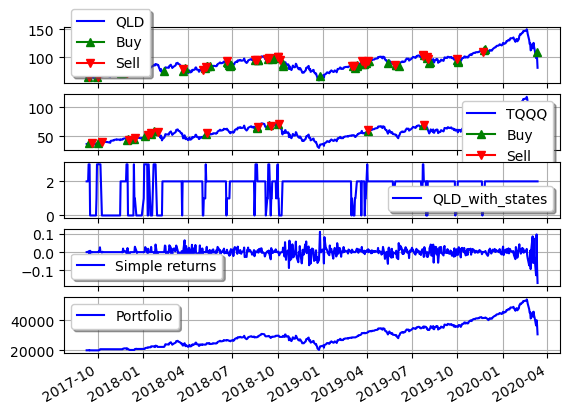 QLD
Buy
Sell
100
50
TQQQ
Buy
Sell
100
50
2
0
QLD_with_states
0.1
0.0
−0.1
Simple returns
Portfolio
40000
20000
2017-10
2018-01
2018-04
2018-07
2018-10
2019-01
2019-04
2019-07
2019-10
2020-01
2020-04